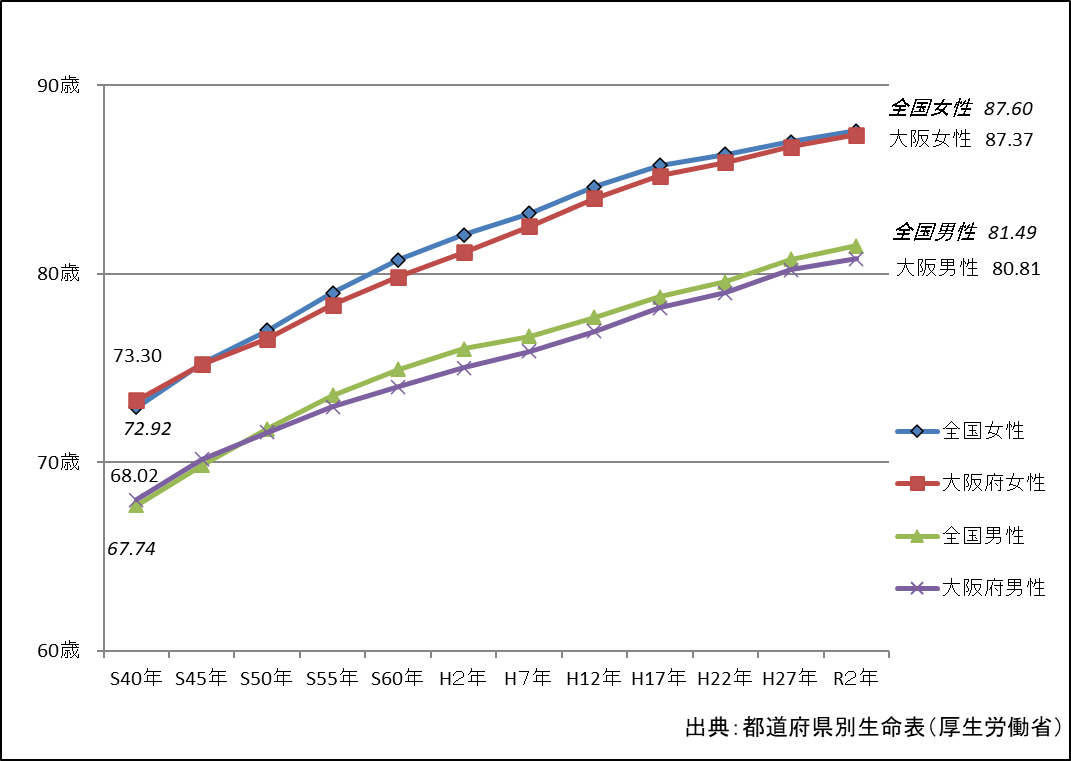 90歳
80歳
70歳
60歳
全国女性 87.60
大阪女性 87.37
全国男性 81.49
大阪男性 80.81
73.30
72.92
68.02
67.74
全国女性
大阪府女性
全国男性
大阪府男性
S40年 S45年 S50年 S55年 S60年 H2年 H7年 H12年 H17年 H22年 H27年 R2年
出典：都道府県別生命表（厚生労働省）